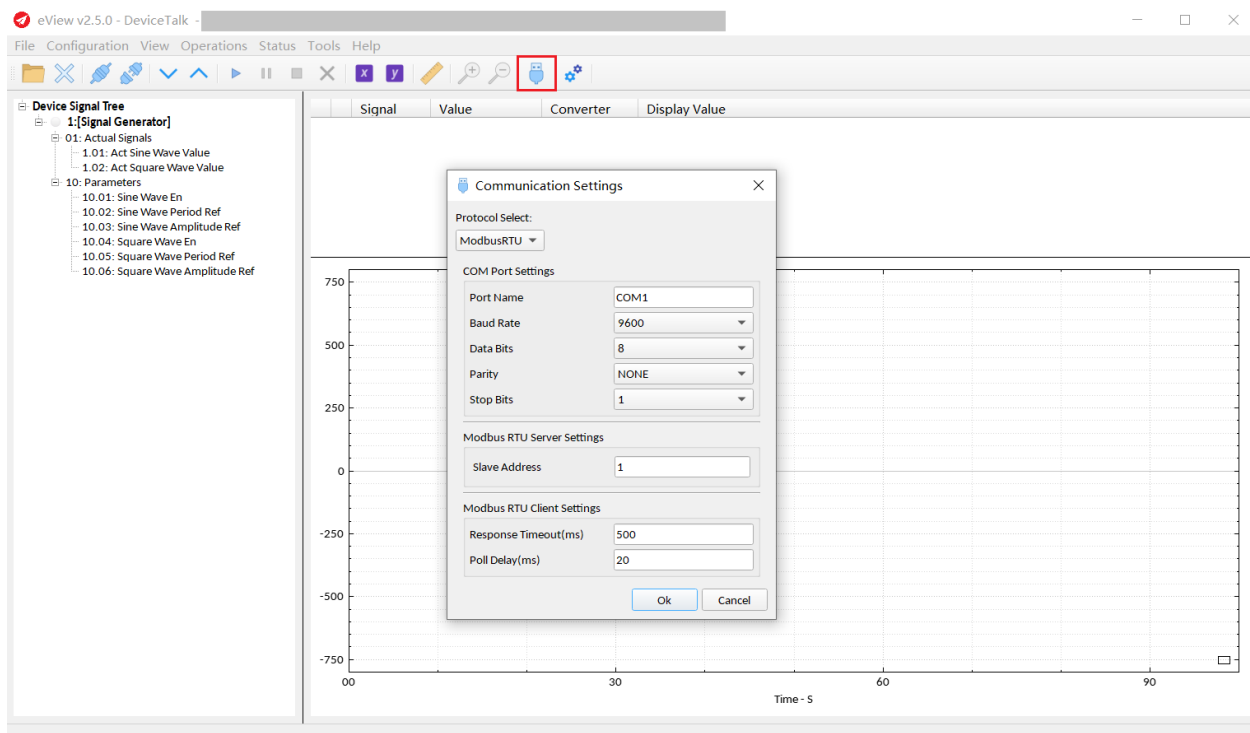 eView v2.5.0 - DeviceTalk -
File Configuration View Operations Status Tools Help
x y
Device Signal Tree
1:[Signal Generator]
01: Actual Signals
1.01: Act Sine Wave Value
1.02: Act Square Wave Value
10: Parameters
10.01: Sine Wave En
10.02: Sine Wave Period Ref
10.03: Sine Wave Amplitude Ref
10.04: Square Wave En
10.05: Square Wave Period Ref
10.06: Square Wave Amplitude Ref
Signal Value Converter Display Value
Communication Settings
Protocol Select:
ModbusRTU
COM Port Settings
Port Name COM1
Baud Rate 9600
Data Bits 8
Parity NONE
Stop Bits 1
Modbus RTU Server Settings
Slave Address 1
Modbus RTU Client Settings
Response Timeout(ms) 500
Poll Delay(ms) 20
Ok Cancel
750
500
250
0
-250
-500
-750
00 30 60 90
Time - S